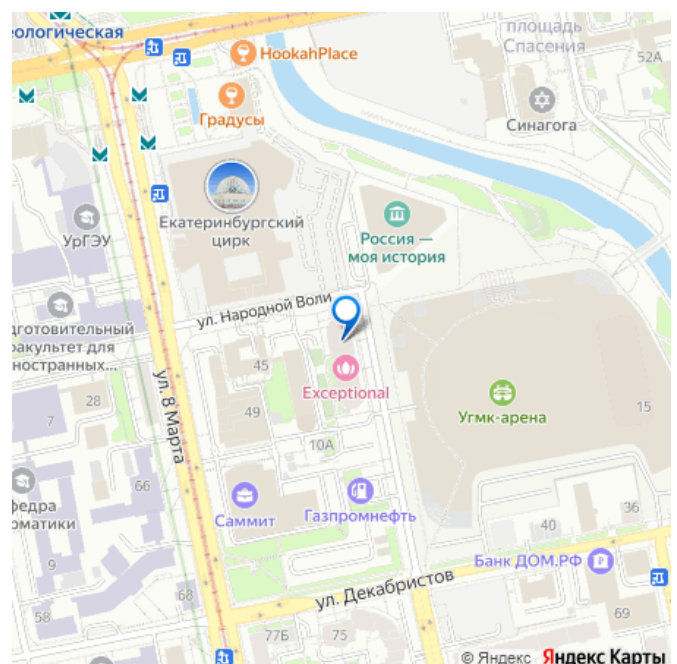 еологическая
HookahPlace
площадь
Спасения
52А
Градусы
Синагога
УрГЭУ
Екатеринбургский
цирк
Россия —
моя история
ул. Народной Воли
дготовительный
факультет для
ностранных...
45
Exceptional
28
49
7
ул. 8 Марта
Угмк-арена
15
10А
66
федра
орматики
Саммит
Газпромнефть
36
40
Банк ДОМ.РФ
ул. Декабристов
68
58
69
77Б
75
© Яндекс Яндекс Карты